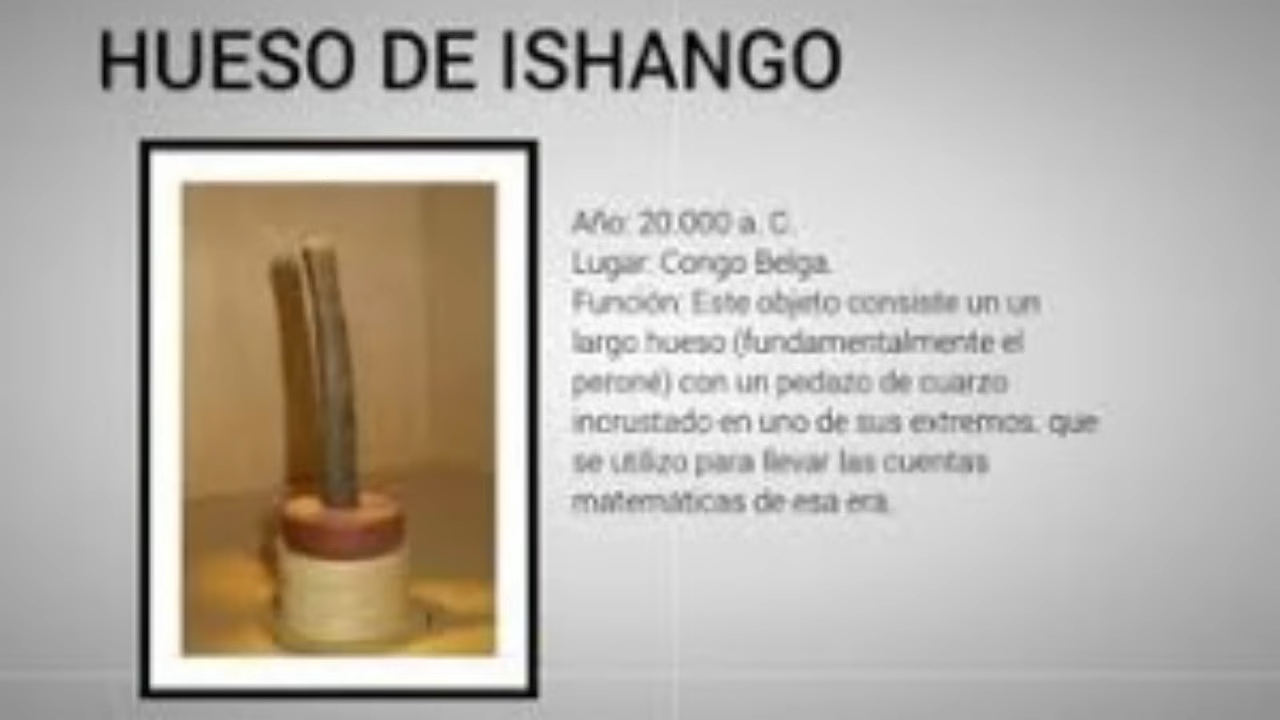 HUESO DE ISHANGO
Año: 20.000 a. C.
Lugar: Congo Belga.
Función: Este objeto consiste un un
largo hueso (fundamentalmente el
peroné) con un pedazo de cuarzo
incrustado en uno de sus extremos, que
se utilizo para llevar las cuentas
matemáticas de esa era.